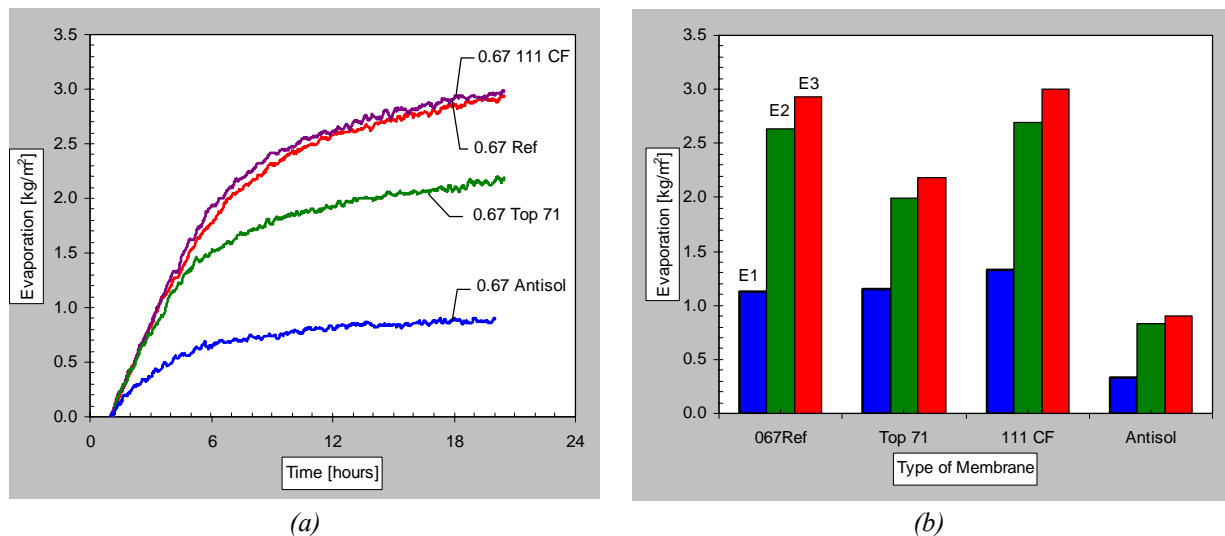 3.5
3.0
2.5
2.0
1.5
1.0
0.5
0.0
Evaporation [kg/m²]
0.67 111 CF
0.67 Ref
0.67 Top 71
0.67 Antisol
0 6 12 18 24
Time [hours]
(a)
3.5
3.0
2.5
2.0
1.5
1.0
0.5
0.0
Evaporation [kg/m²]
E1
E2
E3
067Ref Top 71 111 CF Antisol
Type of Membrane
(b)